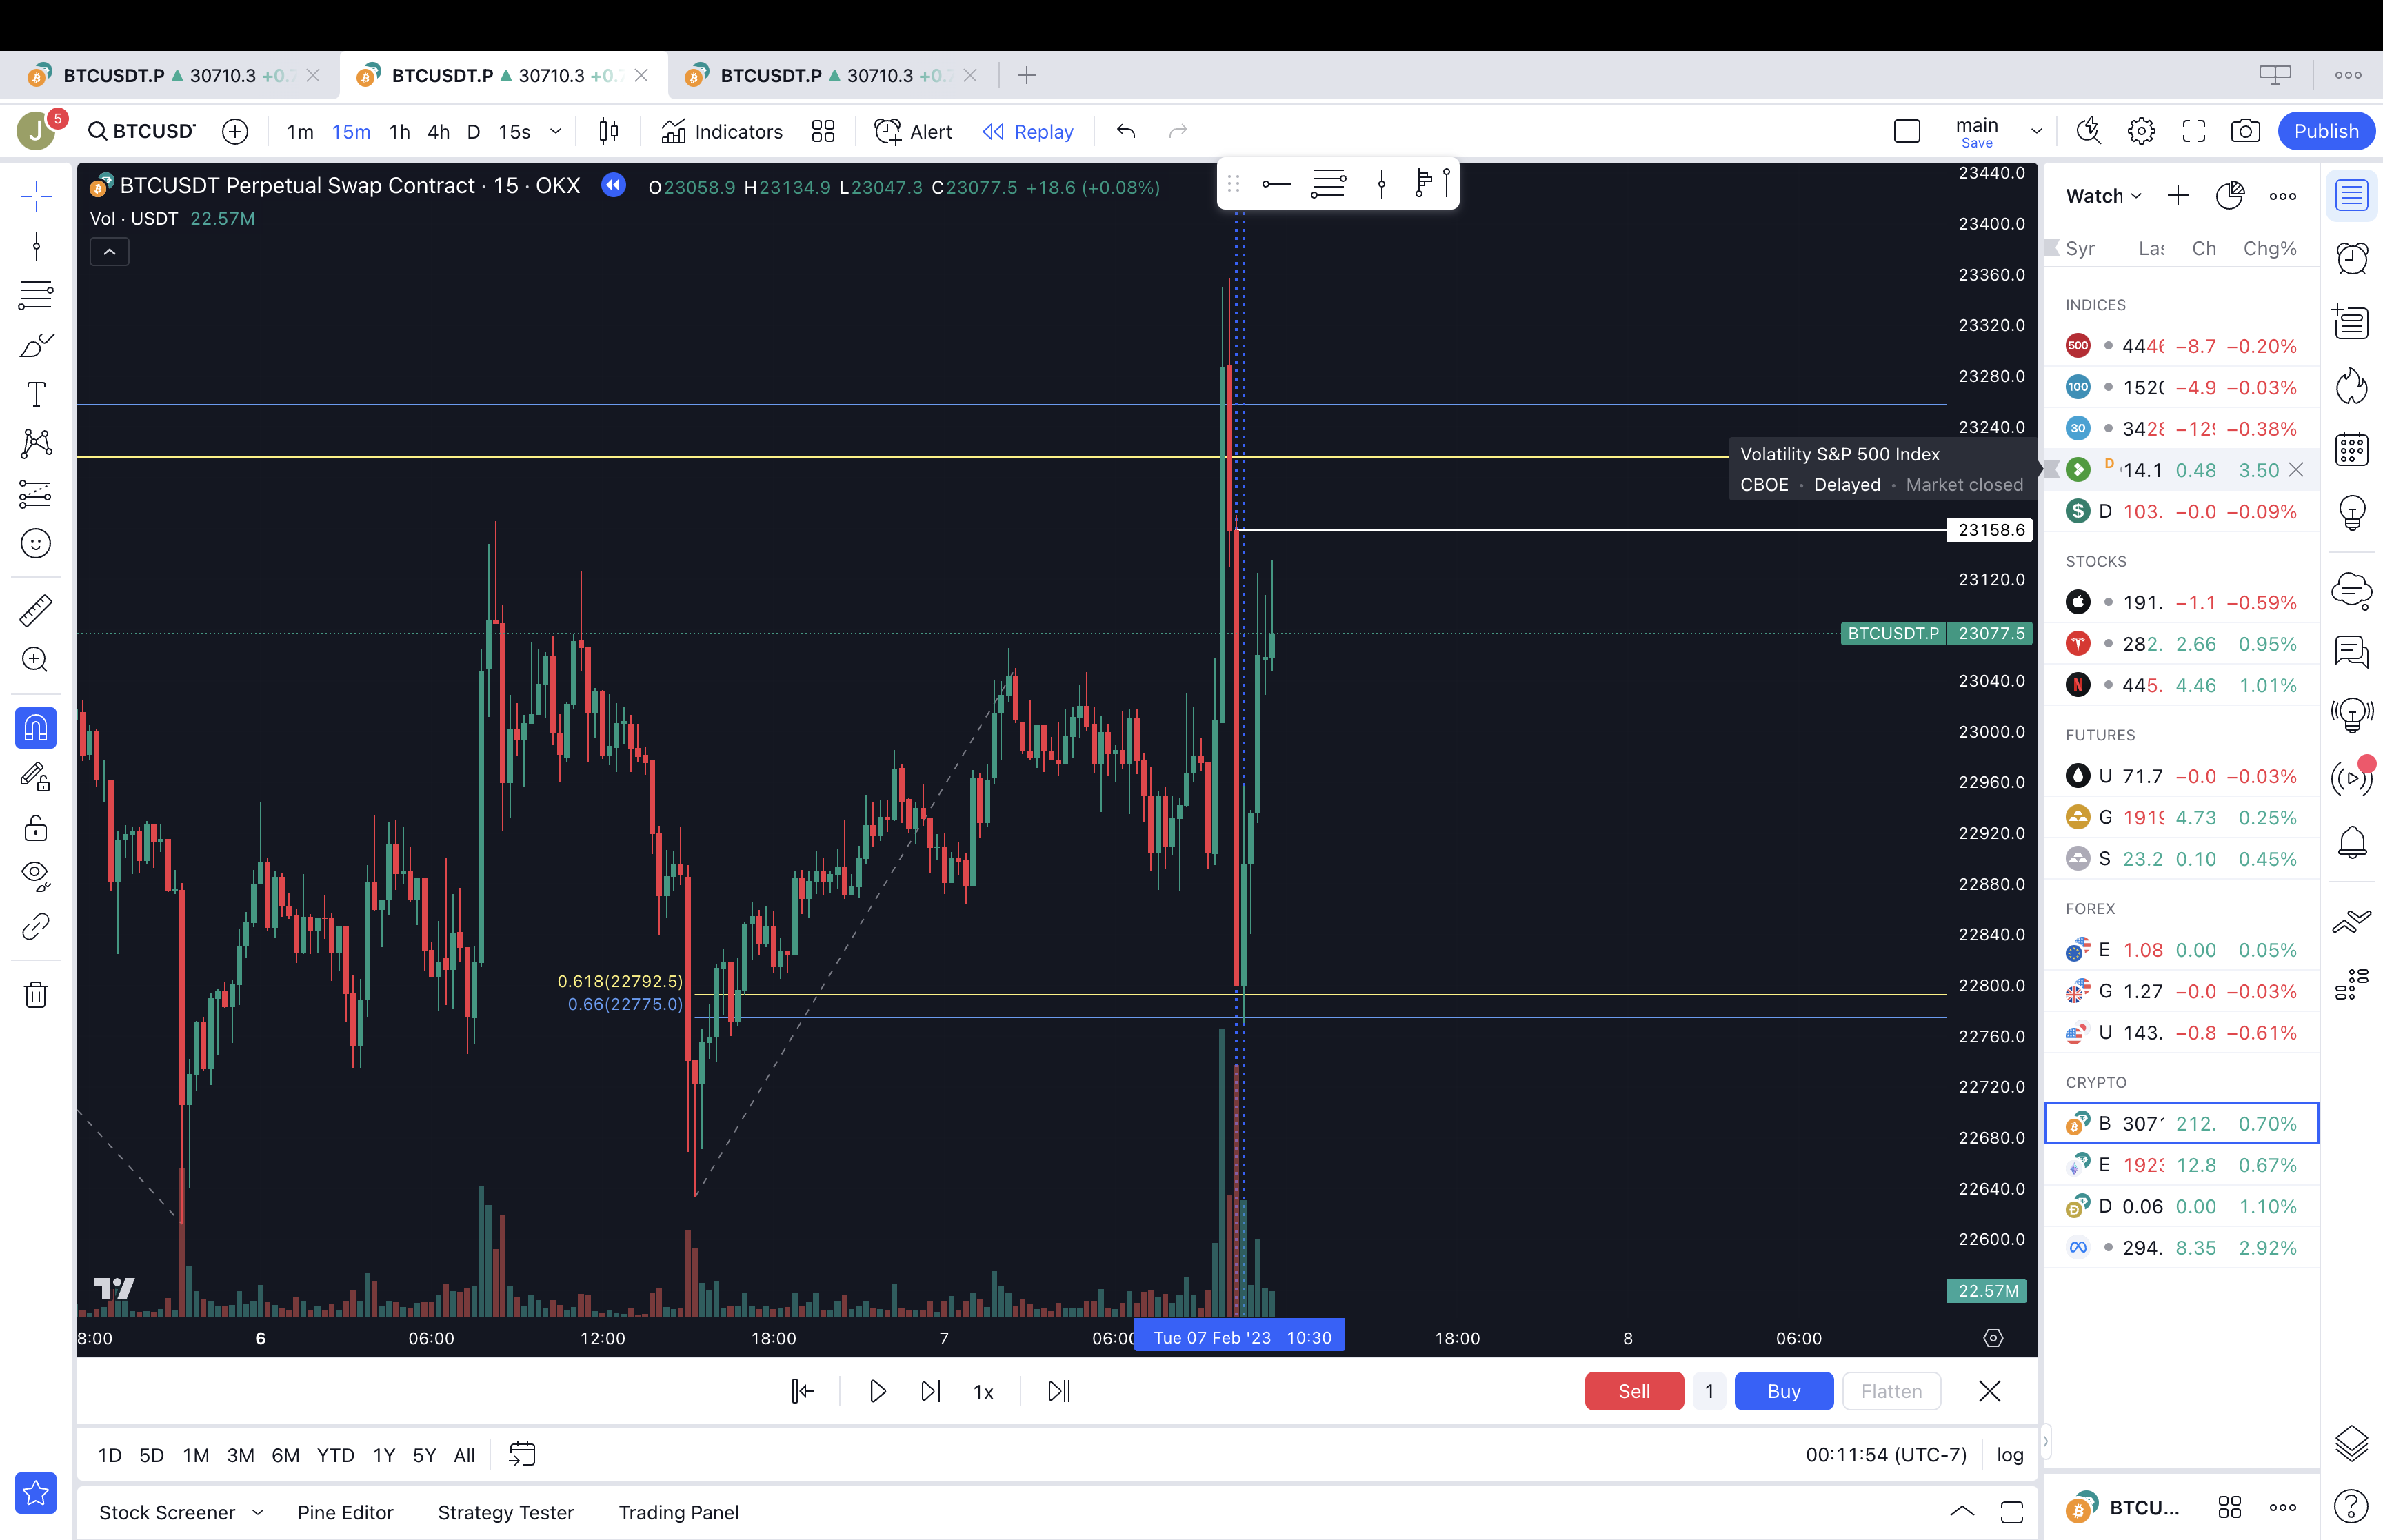 BTCUSDT.P ▲ 30710.3 +0.
BTCUSDT.P ▲ 30710.3 +0.
BTCUSDT.P ▲ 30710.3 +0.
J 5 BTCUSD 1m 15m 1h 4h D 15s Indicators Alert Replay main Save Publish
BTCUSDT Perpetual Swap Contract · 15 · OKX O23058.9 H23134.9 L23047.3 C23077.5 +18.6 (+0.08%)
Vol · USDT 22.57M
23440.0
23400.0
23360.0
23320.0
23280.0
23240.0
Volatility S&P 500 Index
CBOE • Delayed • Market closed
23158.6
23120.0
BTCUSDT.P 23077.5
23040.0
23000.0
22960.0
22920.0
22880.0
22840.0
0.618(22792.5)
0.66(22775.0)
22800.0
22760.0
22720.0
22680.0
22640.0
22600.0
22.57M
8:00 6 06:00 12:00 18:00 7 06:00 Tue 07 Feb '23 10:30 18:00 8 06:00
1x Sell 1 Buy Flatten
1D 5D 1M 3M 6M YTD 1Y 5Y All 00:11:54 (UTC-7) log
Stock Screener Pine Editor Strategy Tester Trading Panel
Watch
Syr Las Ch Chg%
INDICES
500 4446 −8.7 −0.20%
100 1520 −4.9 −0.03%
30 3428 −129 −0.38%
D 14.1 0.48 3.50
$ D 103. −0.0 −0.09%
STOCKS
191. −1.1 −0.59%
282. 2.66 0.95%
N 445. 4.46 1.01%
FUTURES
U 71.7 −0.0 −0.03%
G 1919 4.73 0.25%
S 23.2 0.10 0.45%
FOREX
E 1.08 0.00 0.05%
G 1.27 −0.0 −0.03%
U 143. −0.8 −0.61%
CRYPTO
B 307 212. 0.70%
E 1923 12.8 0.67%
D 0.06 0.00 1.10%
294. 8.35 2.92%
BTCU...